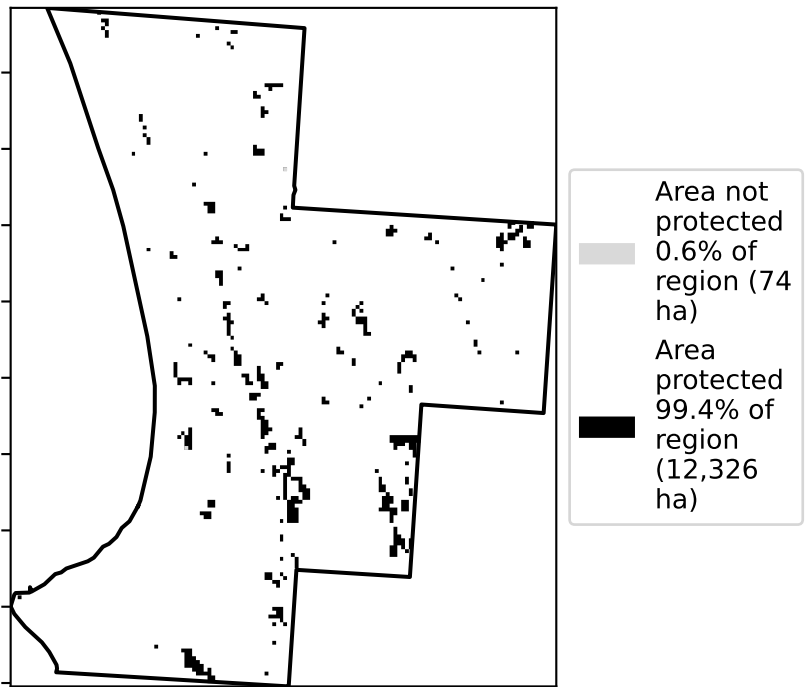 Area not
protected
0.6% of
region (74
ha)
Area
protected
99.4% of
region
(12,326
ha)